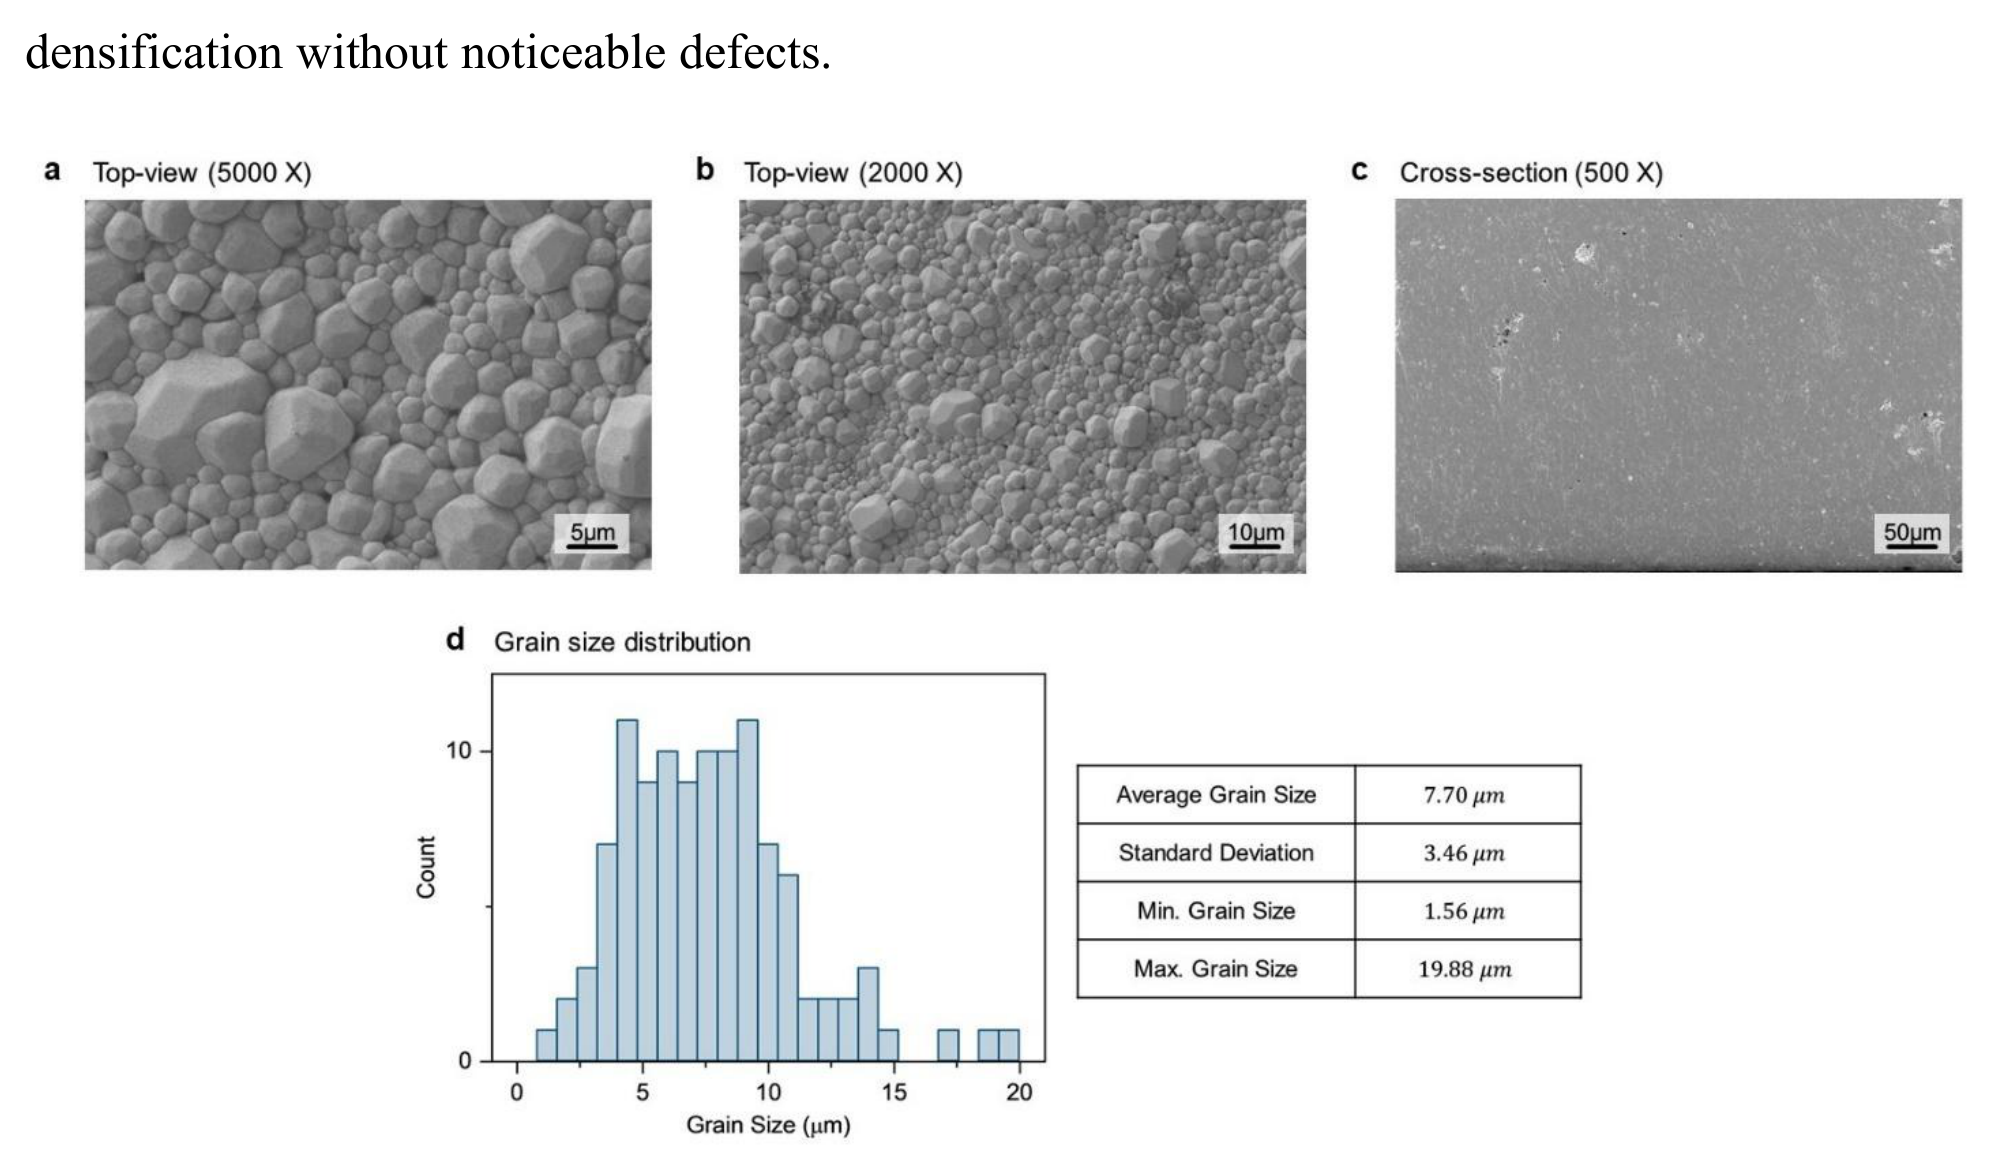 densification without noticeable defects.
a Top-view (5000 X)
b Top-view (2000 X)
c Cross-section (500 X)
5μm
10μm
50μm
d Grain size distribution
Count
10
0
0 5 10 15 20
Grain Size (μm)
Average Grain Size 7.70 μm
Standard Deviation 3.46 μm
Min. Grain Size 1.56 μm
Max. Grain Size 19.88 μm